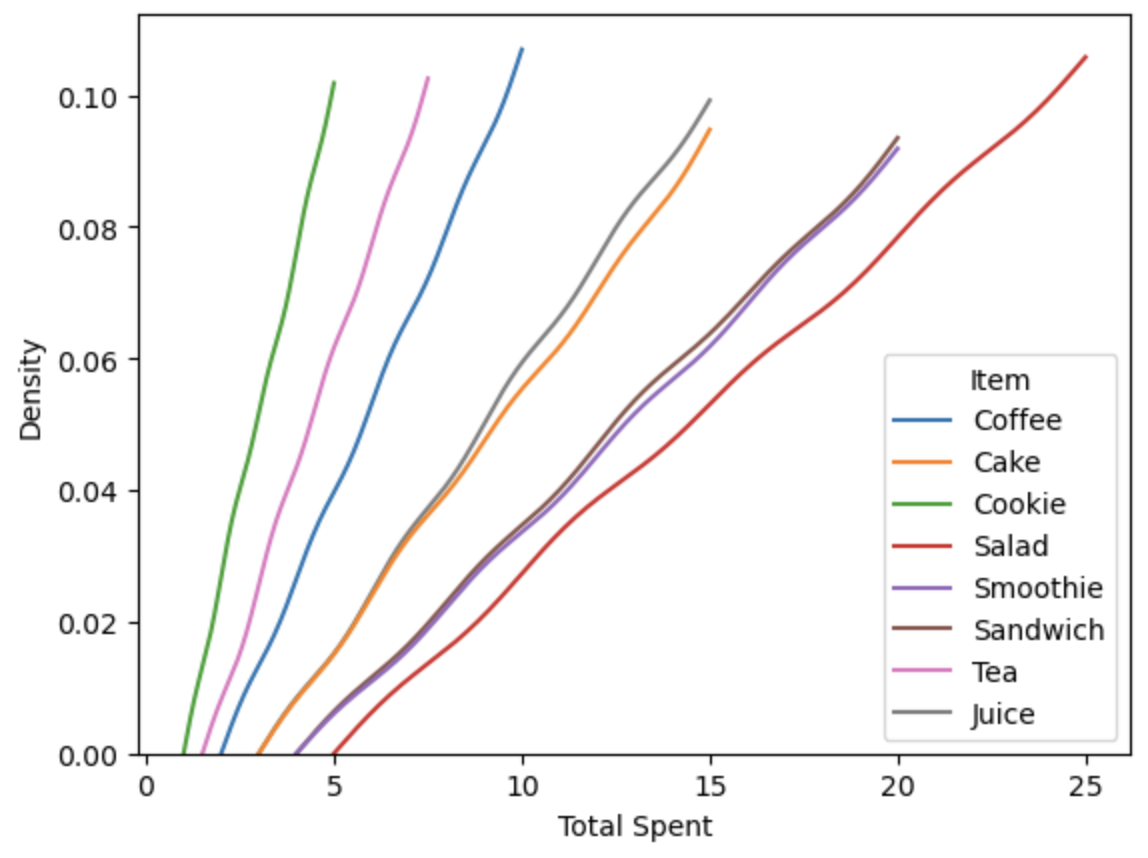 0.10
0.08
0.06
0.04
0.02
0.00
Density
0 5 10 15 20 25
Total Spent
Item
Coffee
Cake
Cookie
Salad
Smoothie
Sandwich
Tea
Juice